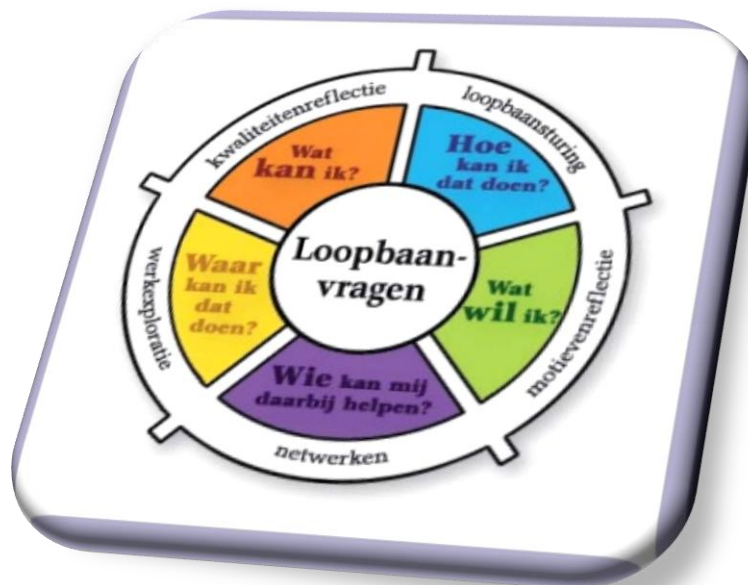 Loopbaan-
vragen
kwaliteitenreflectie
Wat
kan ik?
loopbaansturing
Hoe
kan ik
dat doen?
motievenreflectie
Wat
wil ik?
netwerken
Wie kan mij
daarbij helpen?
werkexploratie
Waar
kan ik
dat
doen?